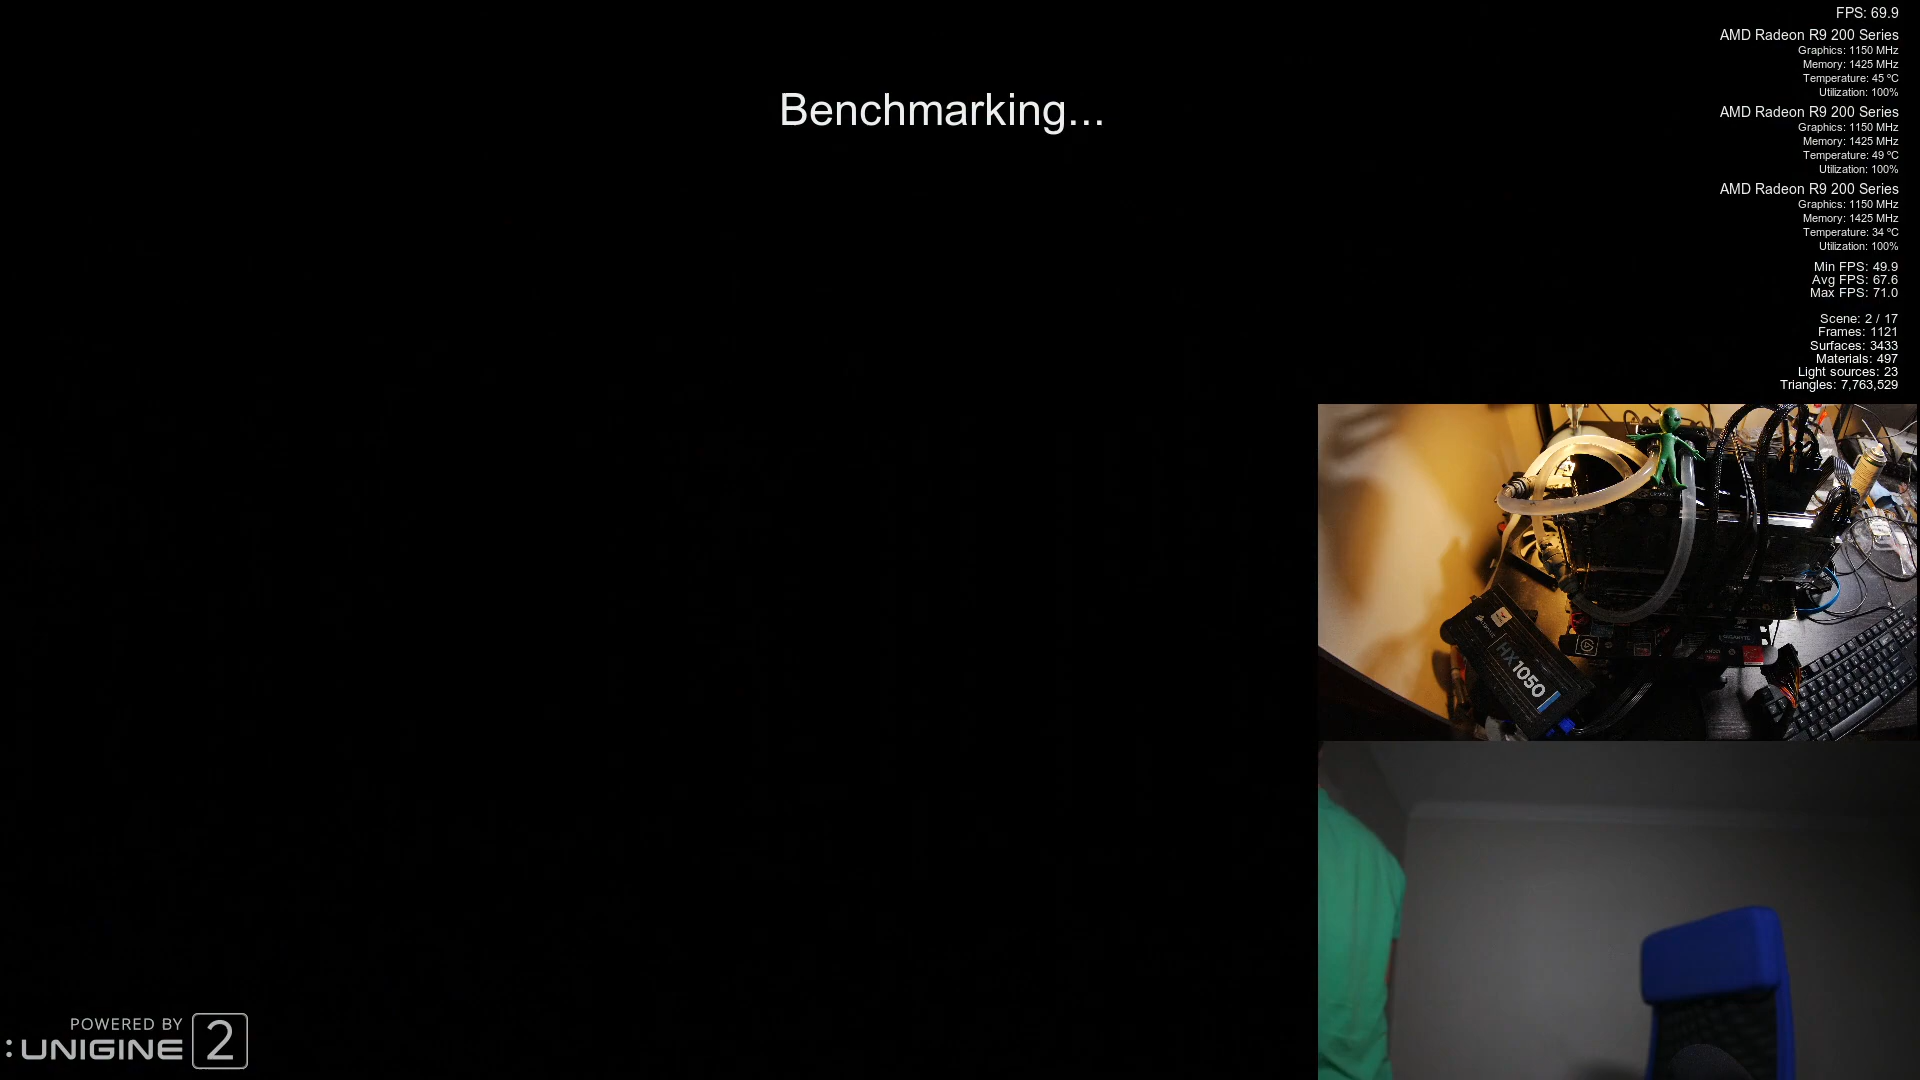 FPS: 69.9
AMD Radeon R9 200 Series
Graphics: 1150 MHz
Memory: 1425 MHz
Temperature: 45 ºC
Utilization: 100%
Benchmarking...
AMD Radeon R9 200 Series
Graphics: 1150 MHz
Memory: 1425 MHz
Temperature: 49 ºC
Utilization: 100%
AMD Radeon R9 200 Series
Graphics: 1150 MHz
Memory: 1425 MHz
Temperature: 34 ºC
Utilization: 100%
Min FPS: 49.9
Avg FPS: 67.6
Max FPS: 71.0
Scene: 2 / 17
Frames: 1121
Surfaces: 3433
Materials: 497
Light sources: 23
Triangles: 7,763,529
HX1050
POWERED BY
:UNIGINE 2